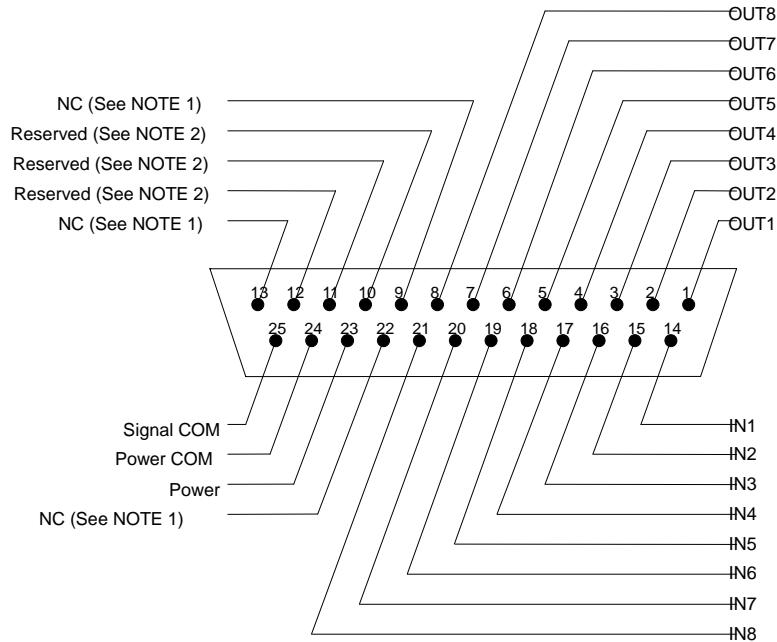 OUT8
OUT7
OUT6
NC (See NOTE 1) OUT5
Reserved (See NOTE 2) OUT4
Reserved (See NOTE 2) OUT3
Reserved (See NOTE 2) OUT2
NC (See NOTE 1) OUT1
13 12 11 10 9 8 7 6 5 4 3 2 1
25 24 23 22 21 20 19 18 17 16 15 14
Signal COM IN1
Power COM IN2
Power IN3
NC (See NOTE 1) IN4
IN5
IN6
IN7
IN8